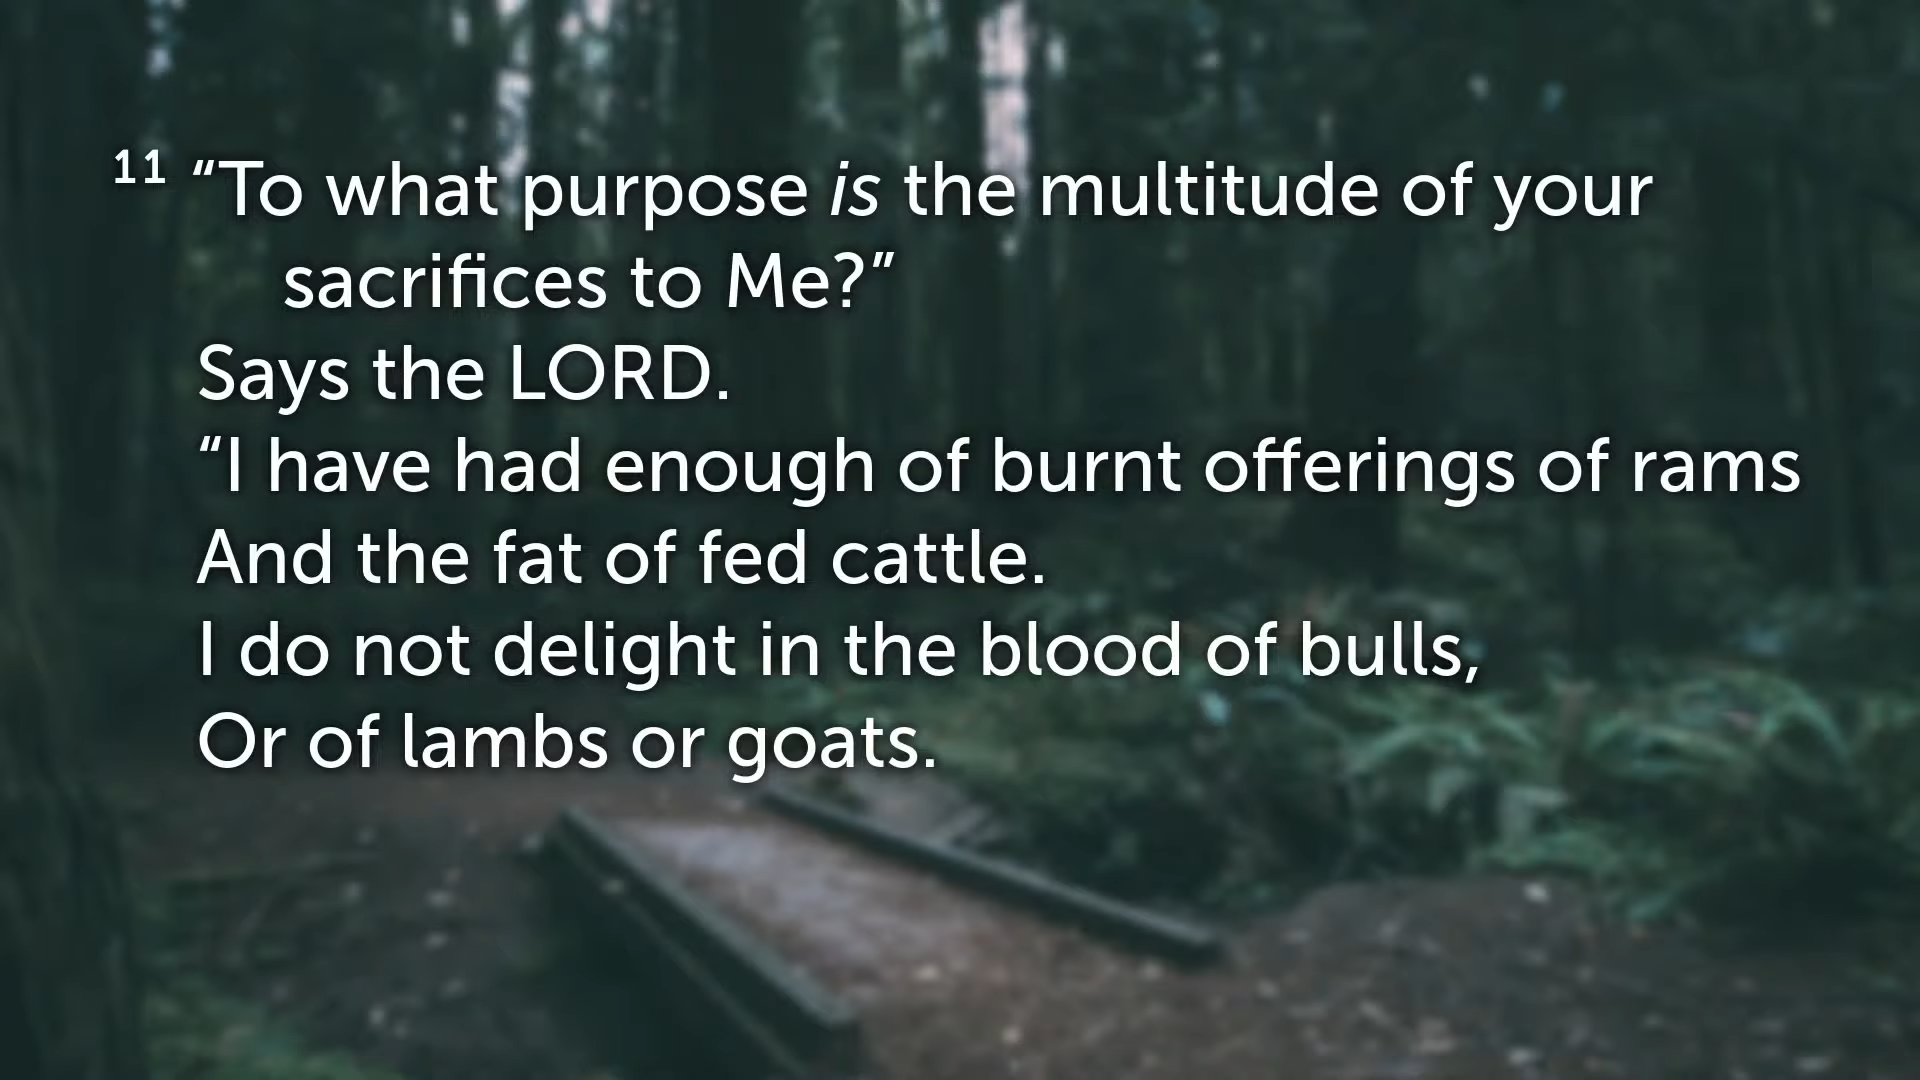 11 “To what purpose is the multitude of your
sacrifices to Me?”
Says the LORD.
“I have had enough of burnt offerings of rams
And the fat of fed cattle.
I do not delight in the blood of bulls,
Or of lambs or goats.